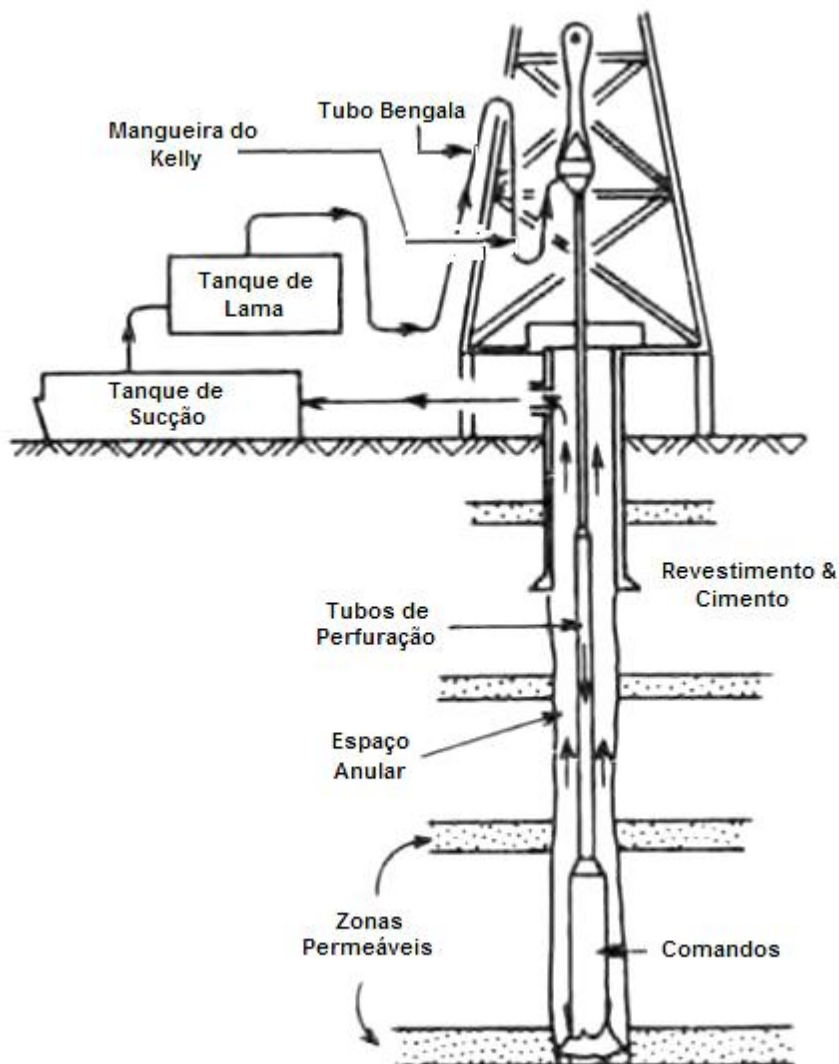 Tubo Bengala
Mangueira do
Kelly
Tanque de
Lama
Tanque de
Sucção
Revestimento &
Cimento
Tubos de
Perfuração
Espaço
Anular
Zonas
Permeáveis
Comandos